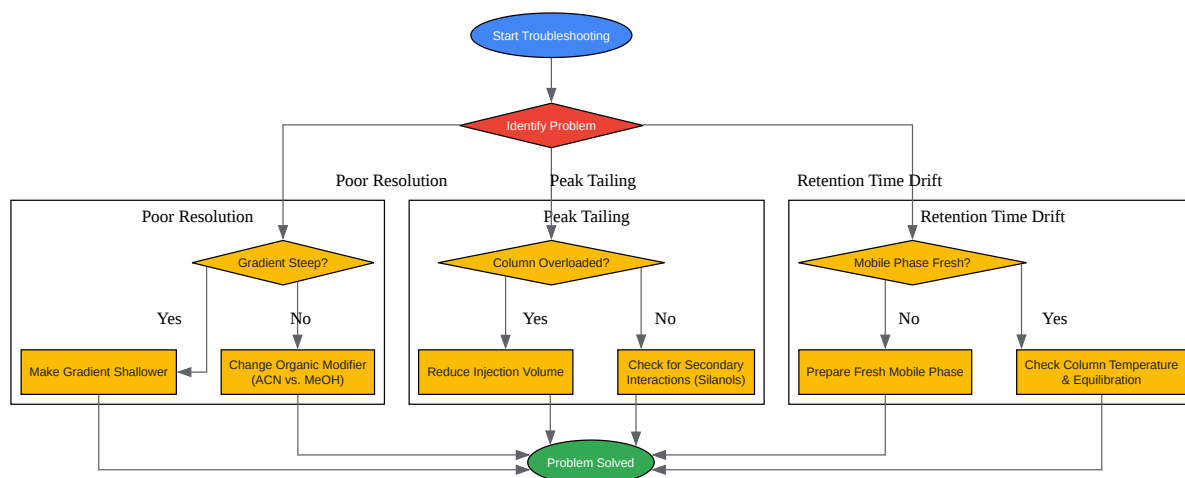 Start Troubleshooting
Identify Problem
Poor Resolution
Peak Tailing
Retention Time Drift
Poor Resolution
Peak Tailing
Retention Time Drift
Gradient Steep?
Column Overloaded?
Mobile Phase Fresh?
Yes
No
Yes
No
No
Yes
Make Gradient Shallower
Change Organic Modifier
(ACN vs. MeOH)
Reduce Injection Volume
Check for Secondary
Interactions (Silanols)
Prepare Fresh Mobile Phase
Check Column Temperature
& Equilibration
Problem Solved